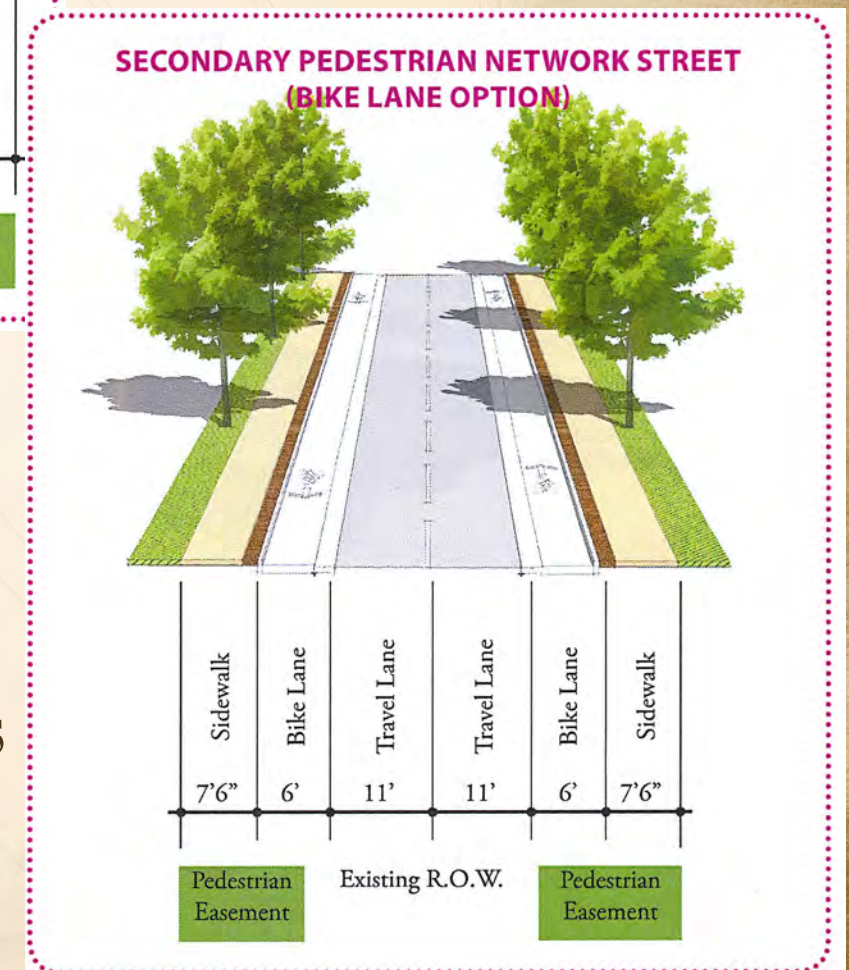 SECONDARY PEDESTRIAN NETWORK STREET
(BIKE LANE OPTION)
Sidewalk
Bike Lane
Travel Lane
Travel Lane
Bike Lane
Sidewalk
7'6” 6’ 11’ 11’ 6’ 7'6”
Pedestrian
Easement
Existing R.O.W.
Pedestrian
Easement